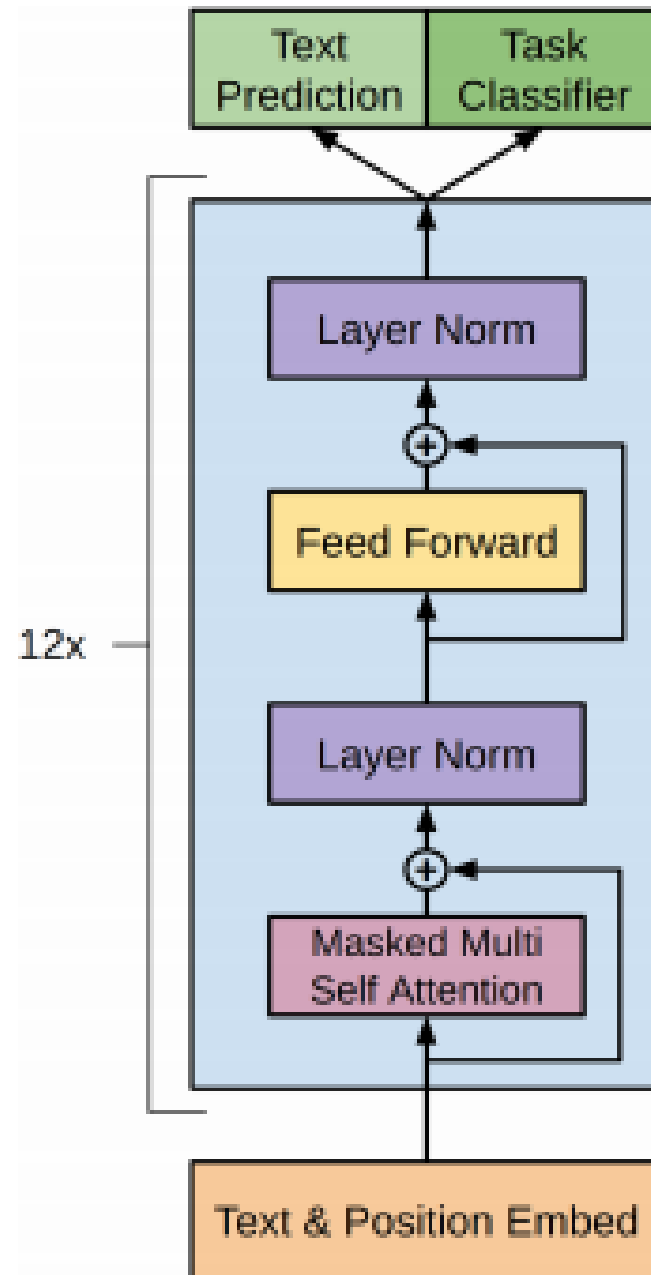 Text
Prediction
Task
Classifier
Layer Norm
+
Feed Forward
12x
Layer Norm
+
Masked Multi
Self Attention
Text & Position Embed